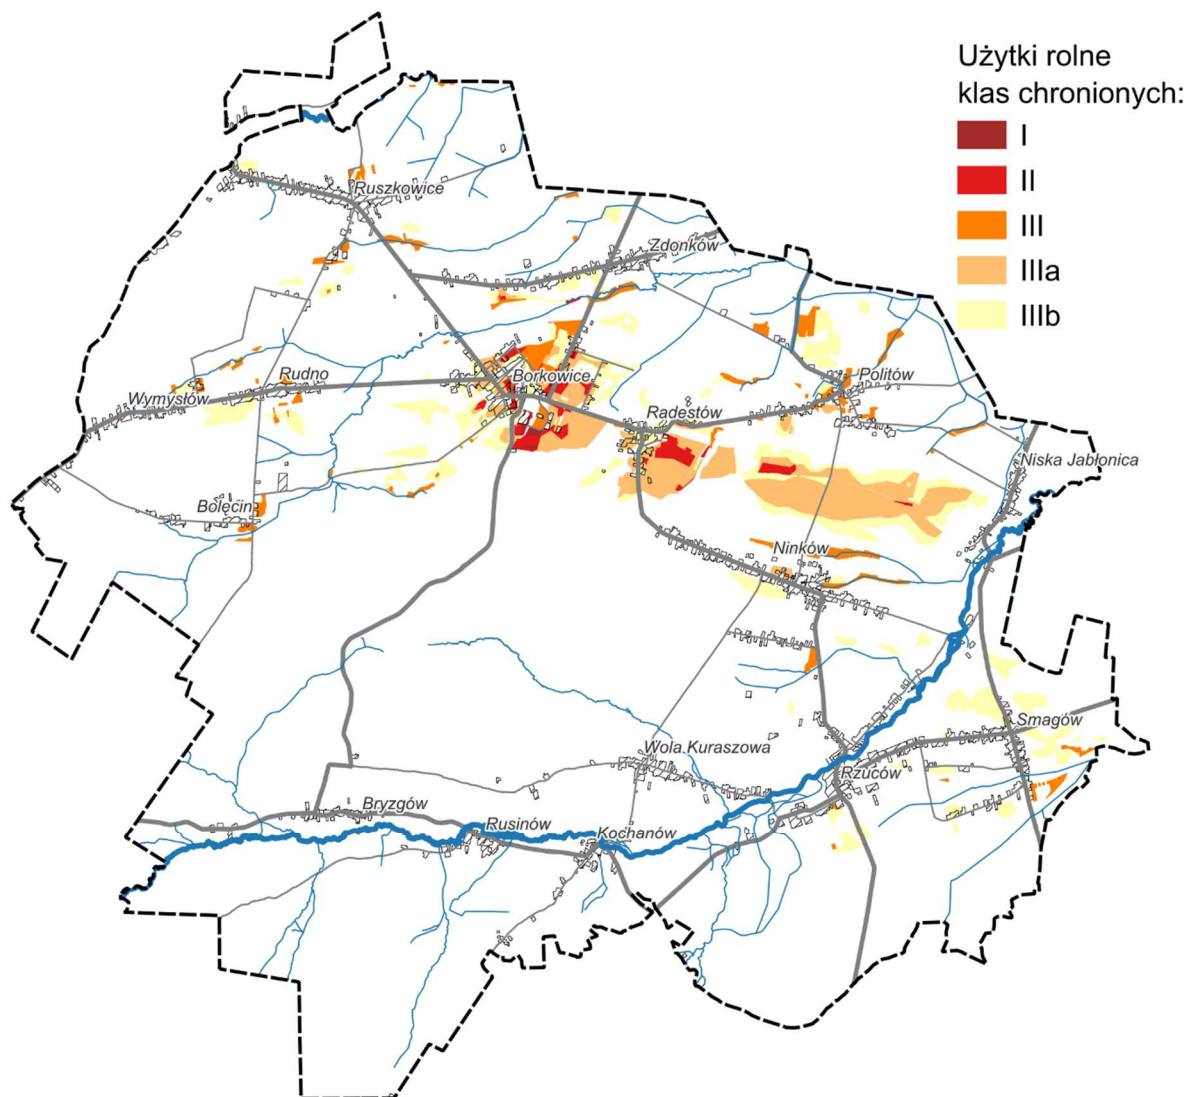 Użytki rolne
klas chronionych:
I
II
III
IIIa
IIIb
Ruszkowice
Zdonków
Rudno
Borkowice
Politów
Wymysłów
Radestów
Niska Jabłonica
Bolęcin
Ninków
Smagów
Wola Kuraszowa
Rzuców
Bryzgów
Rusinów
Kochanów